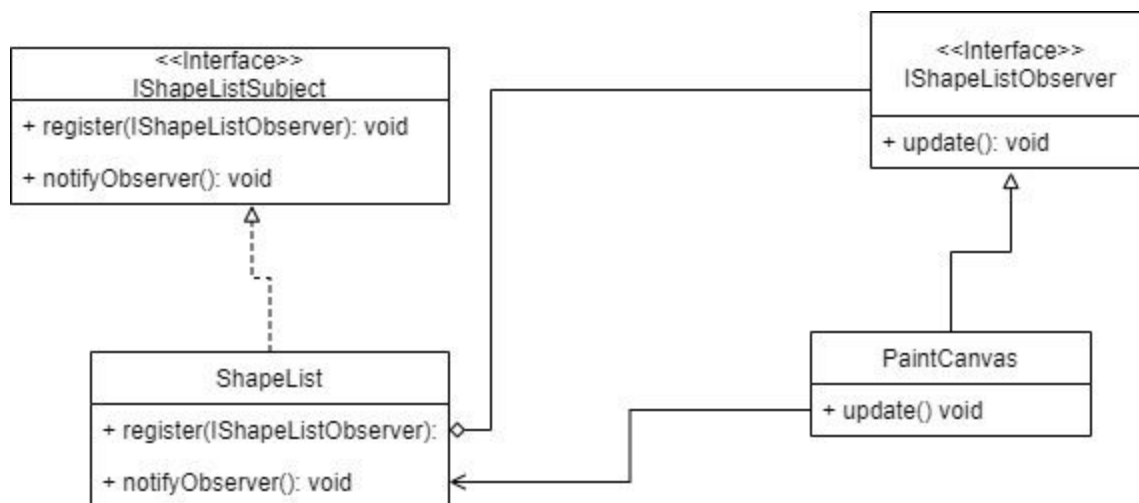 <<Interface>>
IShapeListSubject
+ register(IShapeListObserver): void
+ notifyObserver(): void
<<Interface>>
IShapeListObserver
+ update(): void
ShapeList
+ register(IShapeListObserver):
+ notifyObserver(): void
PaintCanvas
+ update() void